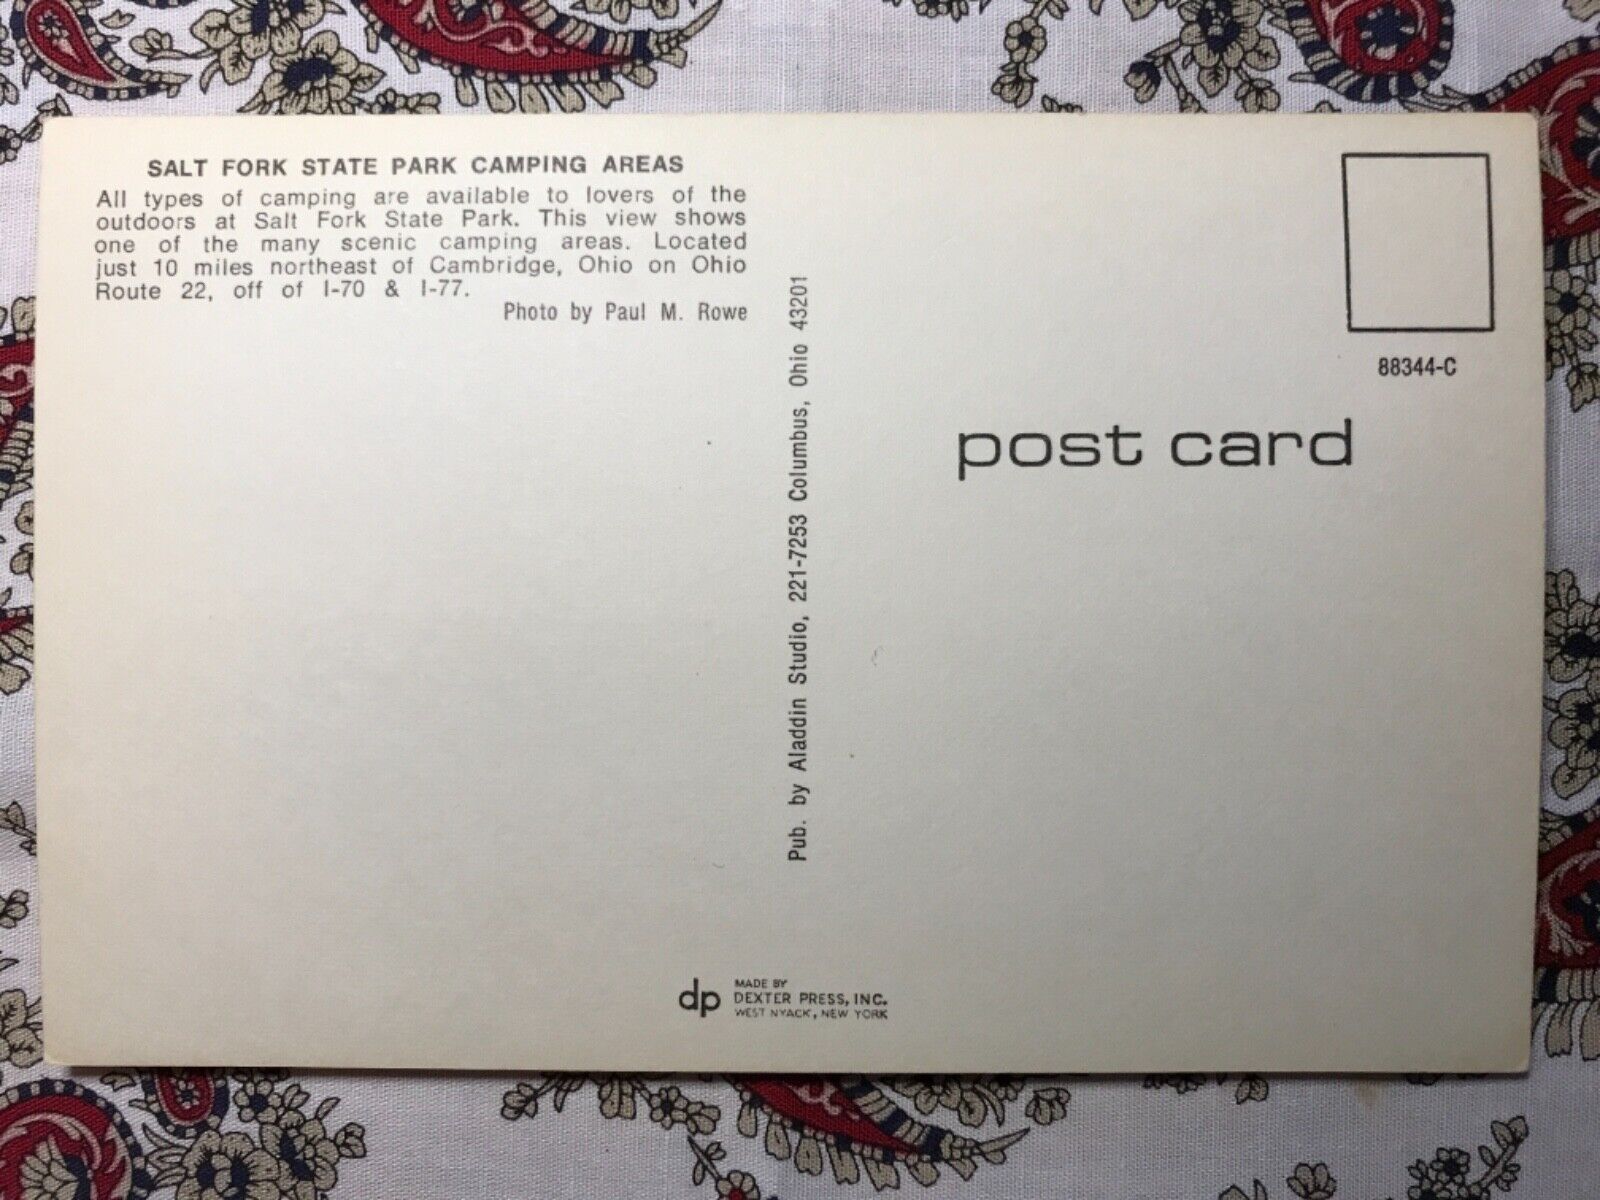 SALT FORK STATE PARK CAMPING AREAS
All types of camping are available to lovers of the
outdoors at Salt Fork State Park. This view shows
one of the many scenic camping areas. Located
just 10 miles northeast of Cambridge, Ohio on Ohio
Route 22, off of I-70 & I-77.
Photo by Paul M. Rowe
Pub. by Aladdin Studio, 221-7253 Columbus, Ohio 43201
88344-C
post card
dp
MADE BY
DEXTER PRESS, INC.
WEST NYACK, NEW YORK